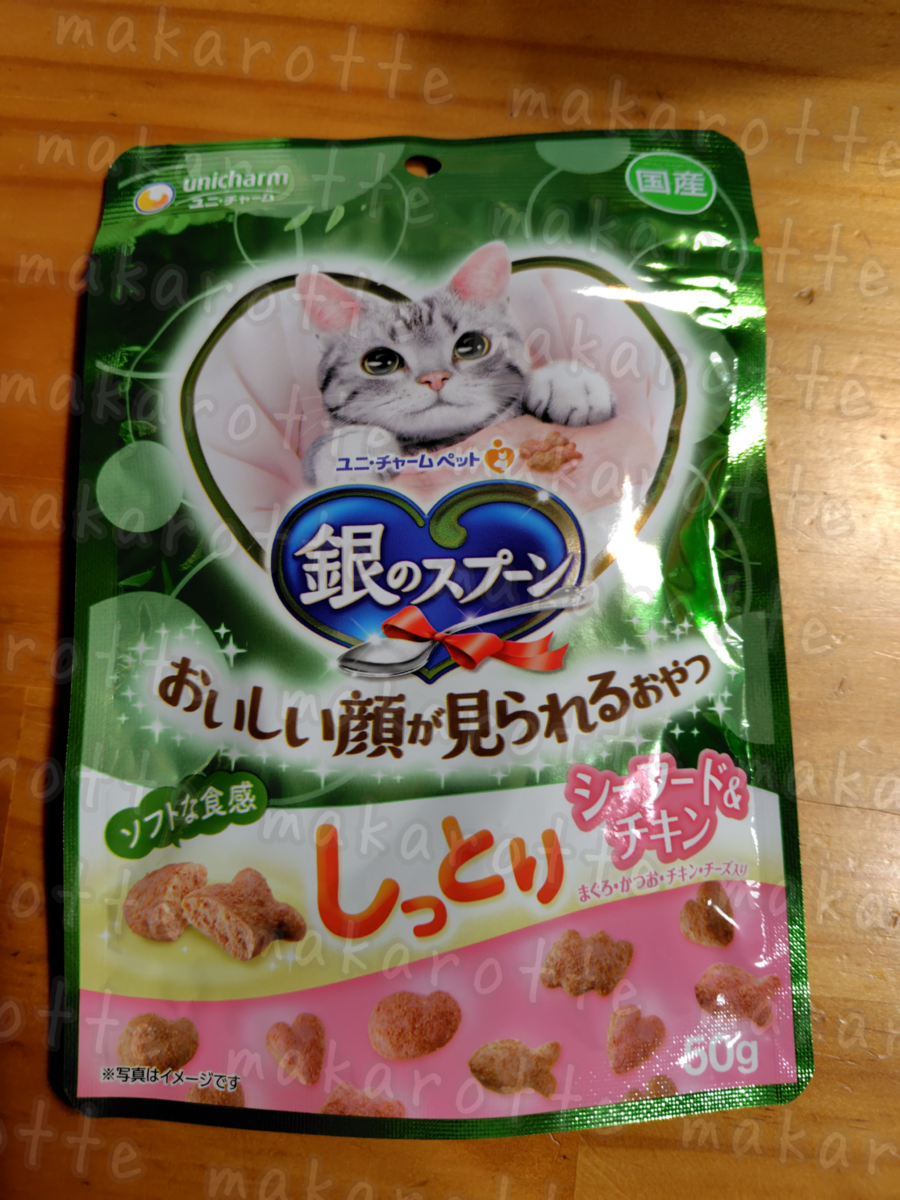 unicharm
ユニ・チャーム
国産
ユニ・チャーム ペット
銀のスプーン
おいしい顔が見られるおやつ
ソフトな食感
しっとり
シーフード&
チキン
まぐろ・かつお・チキン・チーズ入り
※写真はイメージです
makarotte